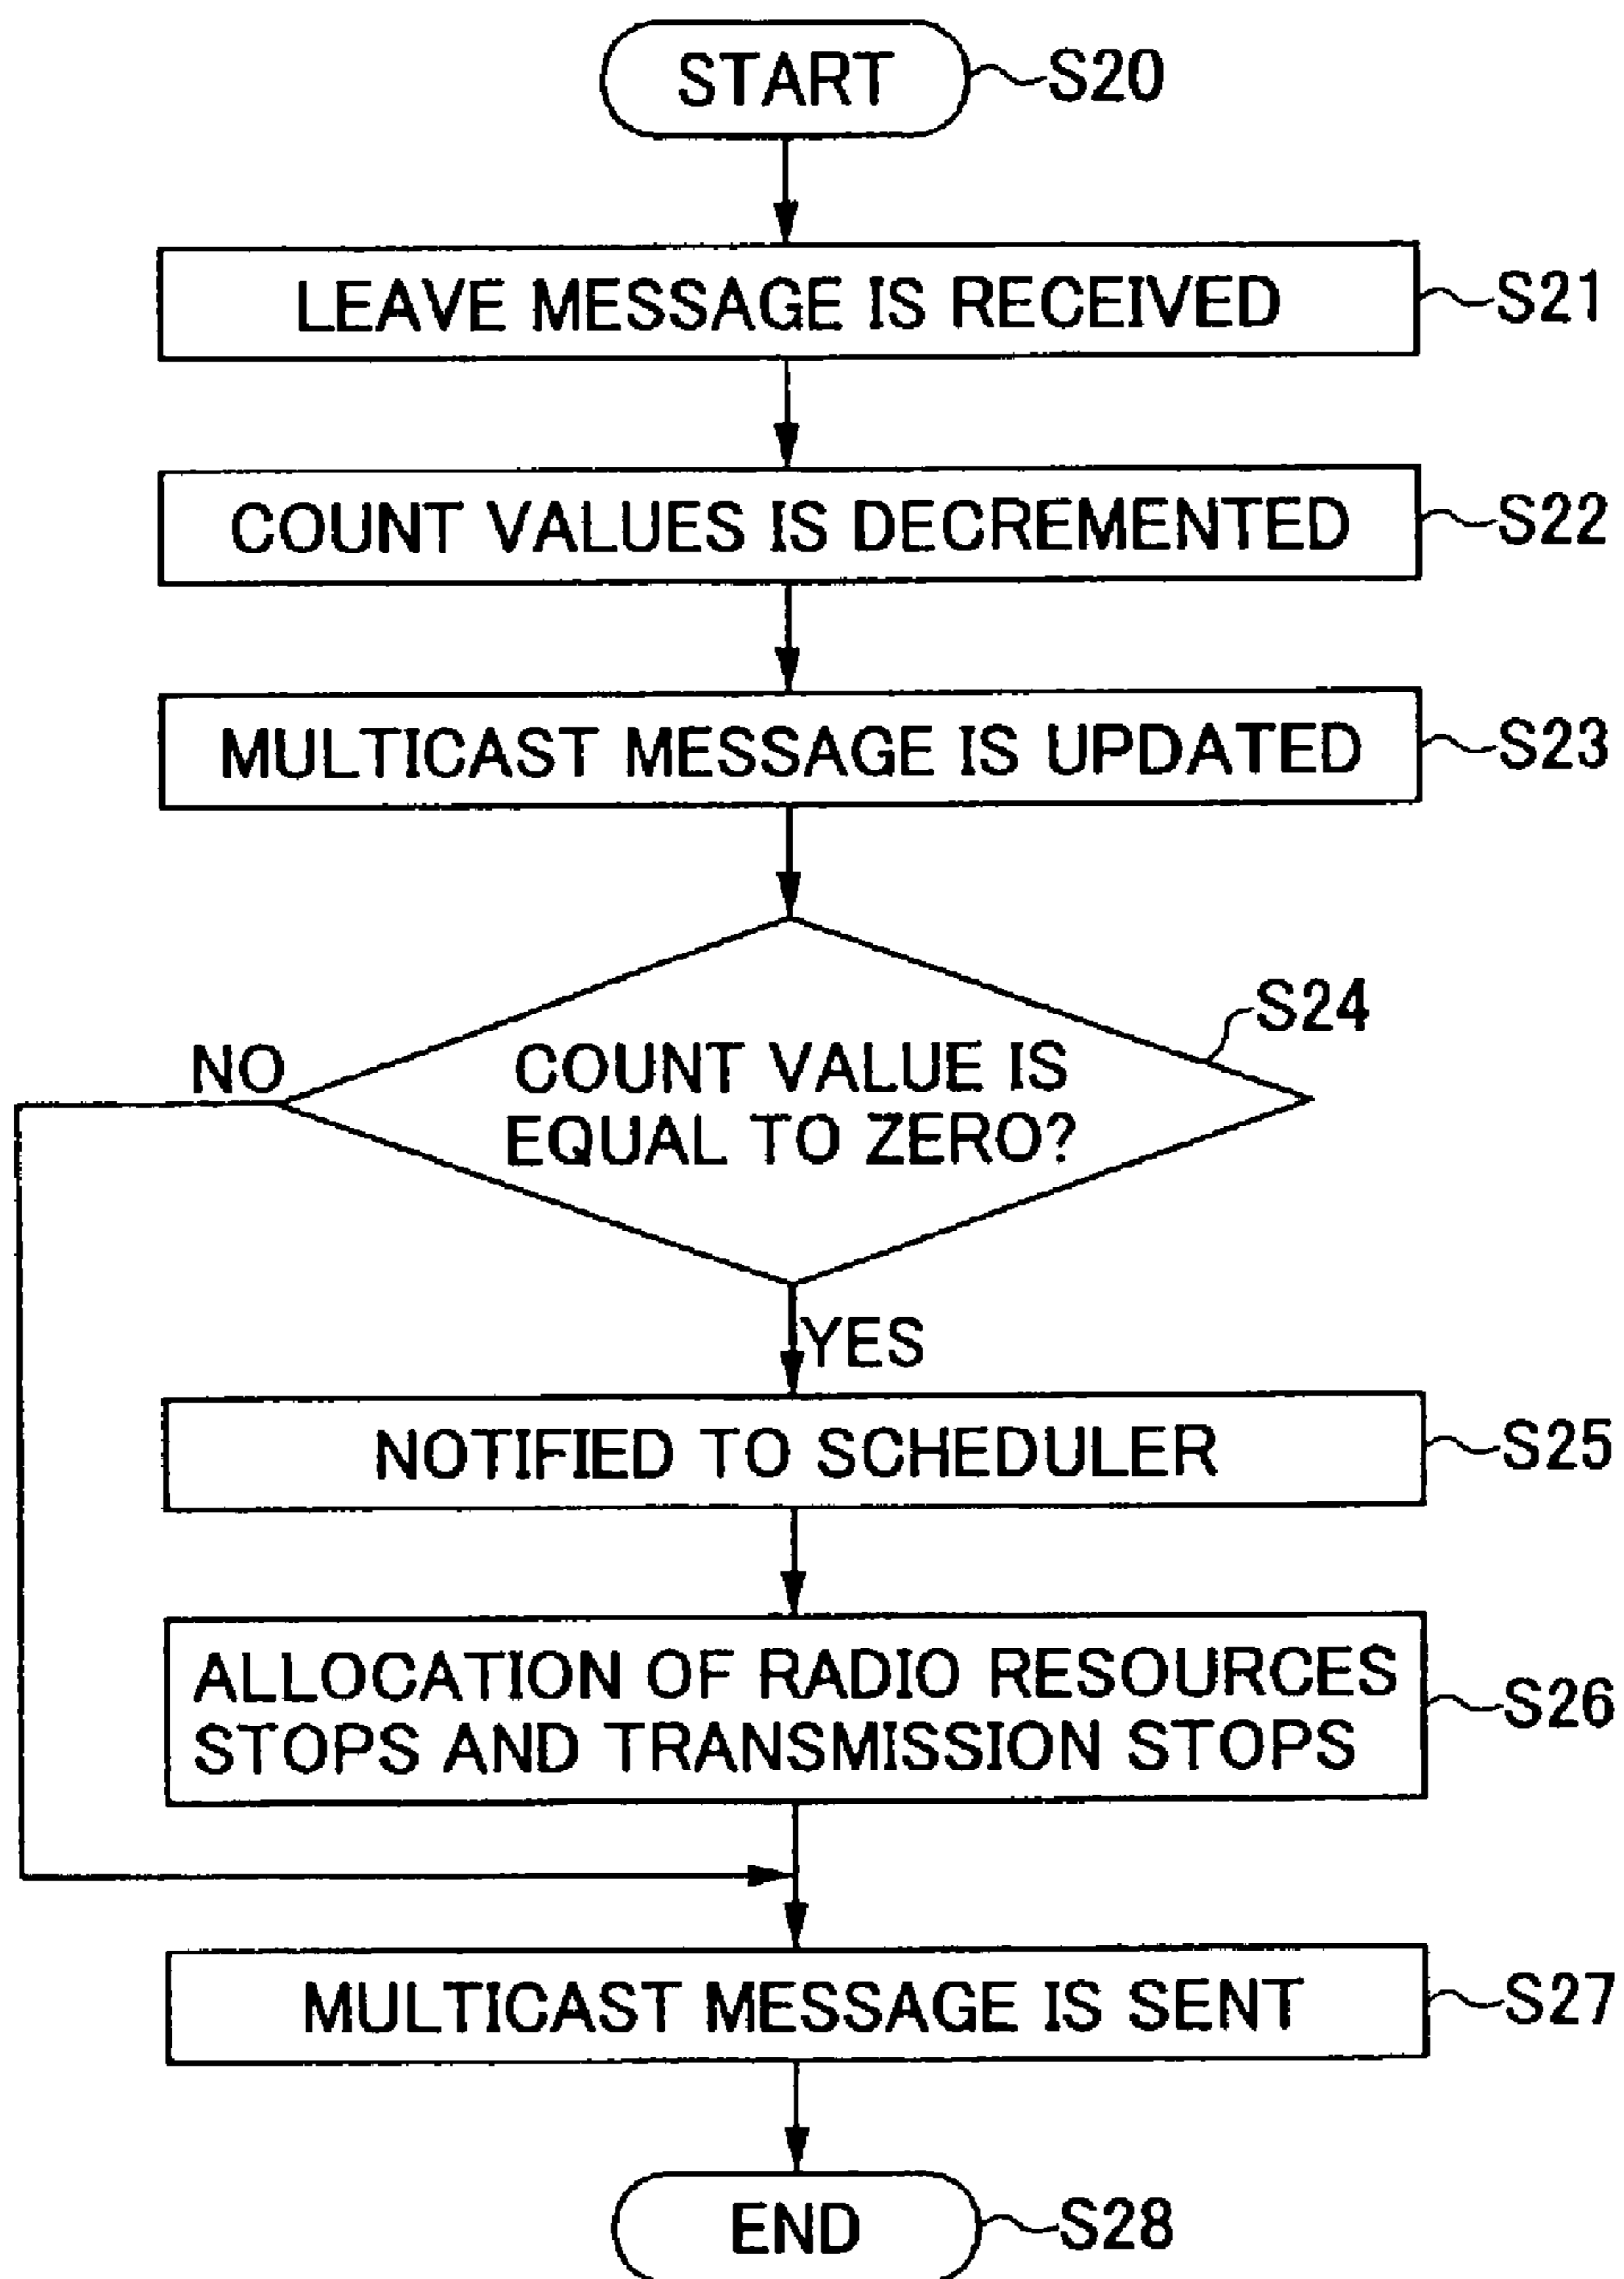 START
S20
LEAVE MESSAGE IS RECEIVED
S21
COUNT VALUES IS DECREMENTED
S22
MULTICAST MESSAGE IS UPDATED
S23
S24
NO
COUNT VALUE IS
EQUAL TO ZERO?
YES
NOTIFIED TO SCHEDULER
S25
ALLOCATION OF RADIO RESOURCES
STOPS AND TRANSMISSION STOPS
S26
MULTICAST MESSAGE IS SENT
S27
END
S28